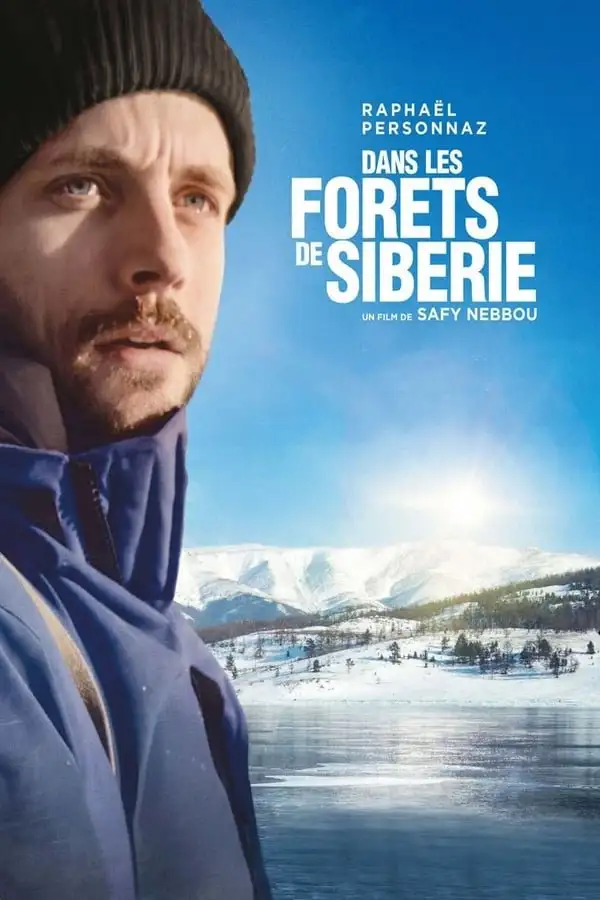 RAPHAËL
PERSONNAZ
DANS LES
FORETS
DE SIBERIE
UN FILM DE SAFY NEBBOU